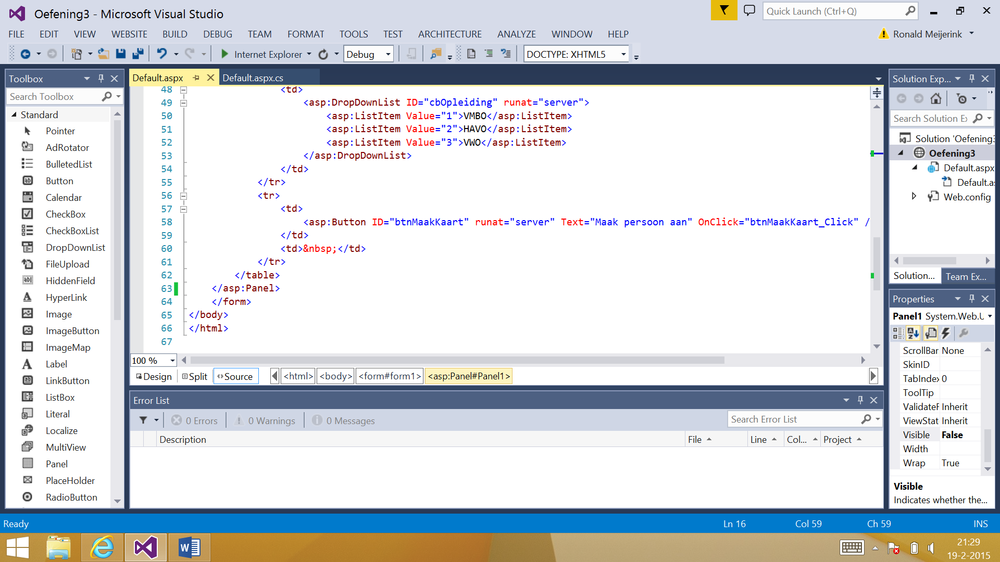 Oefening3 - Microsoft Visual Studio
Quick Launch (Ctrl+Q)
FILE EDIT VIEW WEBSITE BUILD DEBUG TEAM FORMAT TOOLS TEST ARCHITECTURE ANALYZE WINDOW HELP
Ronald Meijerink
Internet Explorer
Debug
DOCTYPE: XHTML5
Toolbox
Search Toolbox
Standard
Pointer
AdRotator
BulletedList
Button
Calendar
CheckBox
CheckBoxList
DropDownList
FileUpload
HiddenField
HyperLink
Image
ImageButton
ImageMap
Label
LinkButton
ListBox
Literal
Localize
MultiView
Panel
PlaceHolder
RadioButton
Default.aspx
Default.aspx.cs
48 <td>
49 <asp:DropDownList ID="cbOpleiding" runat="server">
50 <asp:ListItem Value="1">VMBO</asp:ListItem>
51 <asp:ListItem Value="2">HAVO</asp:ListItem>
52 <asp:ListItem Value="3">VWO</asp:ListItem>
53 </asp:DropDownList>
54 </td>
55 </tr>
56 <tr>
57 <td>
58 <asp:Button ID="btnMaakKaart" runat="server" Text="Maak persoon aan" OnClick="btnMaakKaart_Click" /
59 </td>
60 <td>&nbsp;</td>
61 </tr>
62 </table>
63 </asp:Panel>
64 </form>
65 </body>
66 </html>
67
100 %
Design Split Source <html> <body> <form#form1> <asp:Panel#Panel1>
Error List
0 Errors 0 Warnings 0 Messages
Search Error List
Description File Line Col... Project
Solution Exp...
Search Solution Ex
Solution 'Oefening3
Oefening3
Default.aspx
Default.as
Web.config
Solution... Team Ex...
Properties
Panel1 System.Web.U
ScrollBar None
SkinID
TabIndex 0
ToolTip
ValidateR Inherit
ViewStat Inherit
Visible False
Width
Wrap True
Visible
Indicates whether the...
Ready
Ln 16
Col 59
Ch 59
INS
21:29
19-2-2015